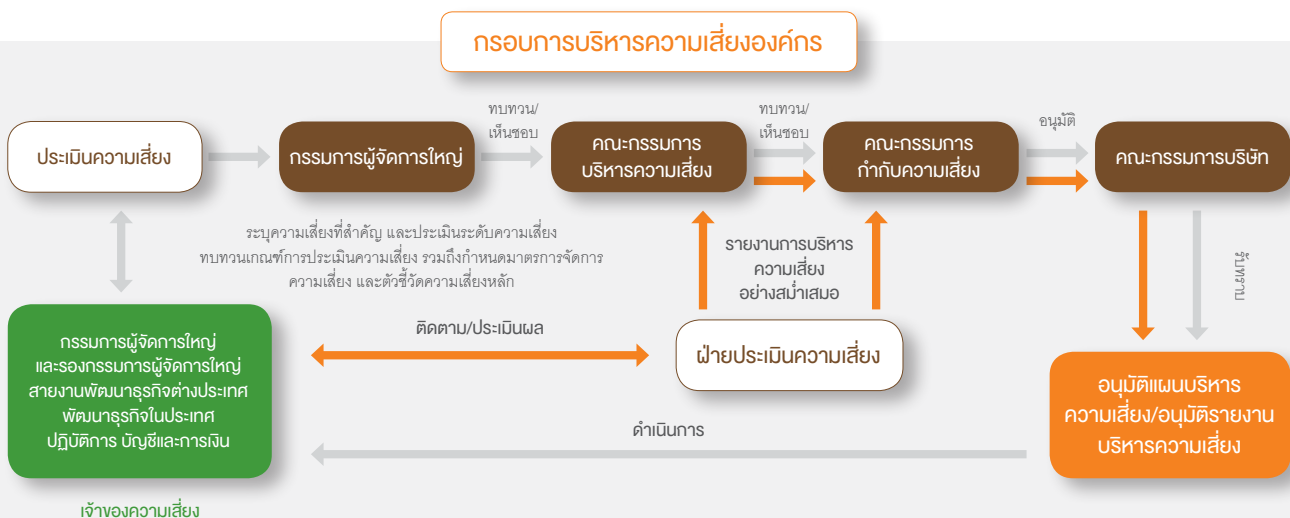 กรอบการบริหารความเสี่ยงองค์กร
ประเมินความเสี่ยง
กรรมการผู้จัดการใหญ่
ทบทวน/
เห็นชอบ
คณะกรรมการ
บริหารความเสี่ยง
ทบทวน/
เห็นชอบ
คณะกรรมการ
กำกับความเสี่ยง
อนุมัติ
คณะกรรมการบริษัท
ระบุความเสี่ยงที่สำคัญ และประเมินระดับความเสี่ยง
ทบทวนเกณฑ์การประเมินความเสี่ยง รวมถึงกำหนดมาตรการจัดการ
ความเสี่ยง และตัวชี้วัดความเสี่ยงหลัก
รายงานการบริหาร
ความเสี่ยง
อย่างสม่ำเสมอ
รับทราบ
กรรมการผู้จัดการใหญ่
และรองกรรมการผู้จัดการใหญ่
สายงานพัฒนาธุรกิจต่างประเทศ
พัฒนาธุรกิจในประเทศ
ปฏิบัติการ บัญชีและการเงิน
ติดตาม/ประเมินผล
ฝ่ายประเมินความเสี่ยง
อนุมัติแผนบริหาร
ความเสี่ยง/อนุมัติรายงาน
บริหารความเสี่ยง
ดำเนินการ
เจ้าของความเสี่ยง